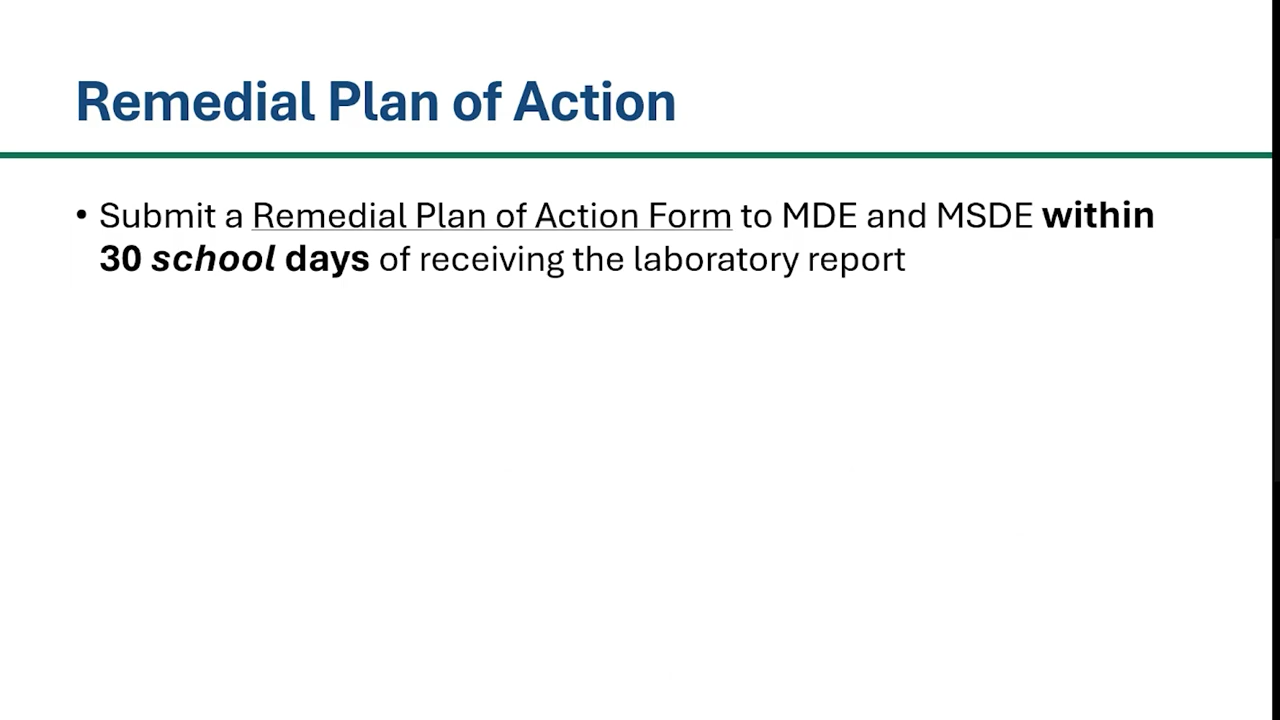 Remedial Plan of Action
• Submit a Remedial Plan of Action Form to MDE and MSDE within
30 school days of receiving the laboratory report